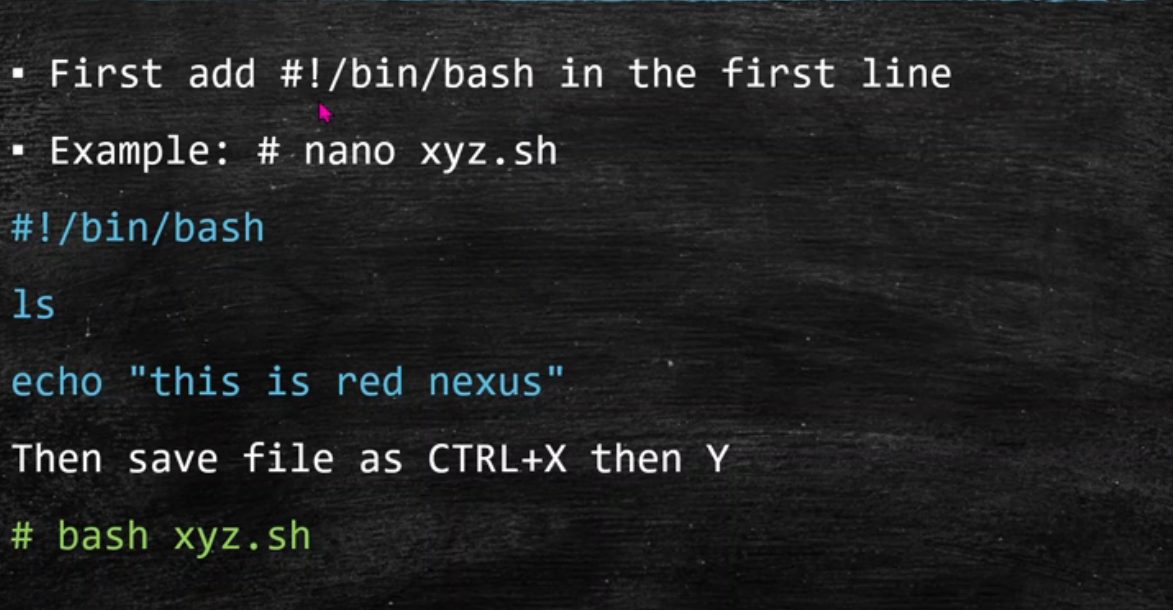 ▪ First add #!/bin/bash in the first line
▪ Example: # nano xyz.sh
#!/bin/bash
ls
echo "this is red nexus"
Then save file as CTRL+X then Y
# bash xyz.sh